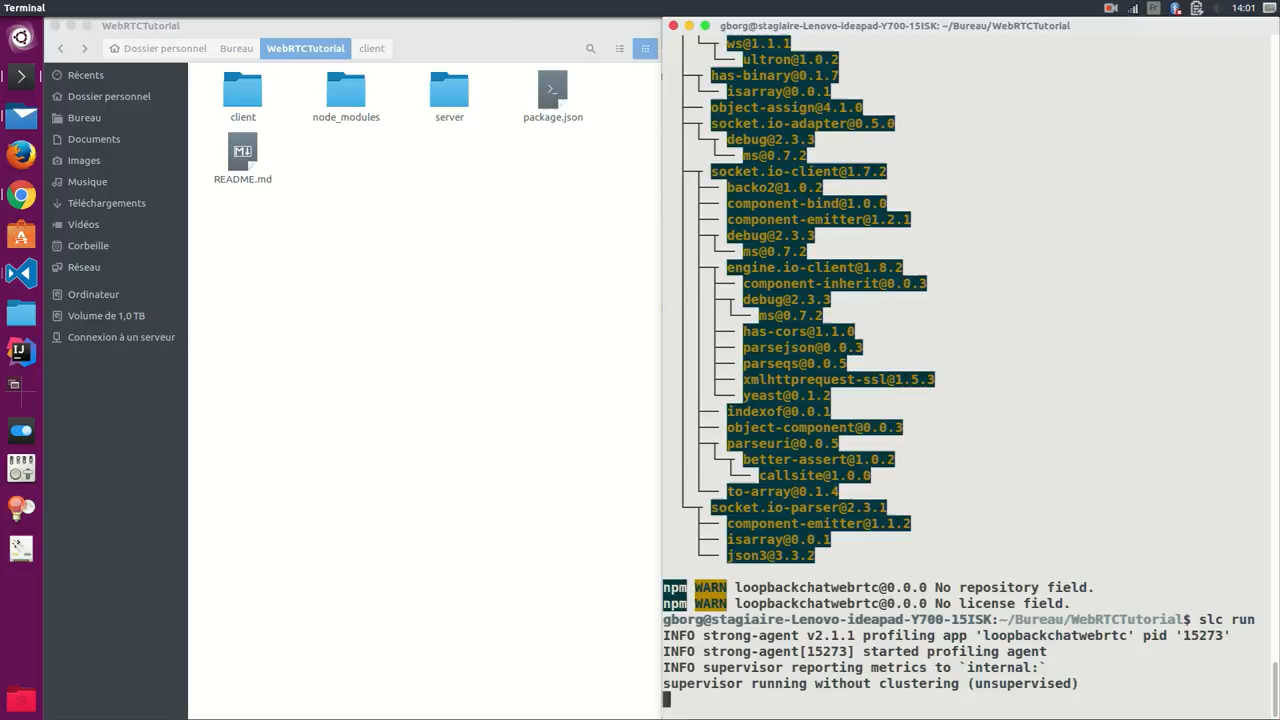 Terminal
Fr
14:01
WebRTCTutorial
Dossier personnel
Bureau
WebRTCTutorial
client
Récents
Dossier personnel
Bureau
Documents
Images
Musique
Téléchargements
Vidéos
Corbeille
Réseau
Ordinateur
Volume de 1,0 TB
Connexion à un serveur
client
node_modules
server
package.json
README.md
gborg@stagiaire-Lenovo-ideapad-Y700-15ISK: ~/Bureau/WebRTCTutorial
ws@1.1.1
ultron@1.0.2
has-binary@0.1.7
isarray@0.0.1
object-assign@4.1.0
socket.io-adapter@0.5.0
debug@2.3.3
ms@0.7.2
socket.io-client@1.7.2
backo2@1.0.2
component-bind@1.0.0
component-emitter@1.2.1
debug@2.3.3
ms@0.7.2
engine.io-client@1.8.2
component-inherit@0.0.3
debug@2.3.3
ms@0.7.2
has-cors@1.1.0
parsejson@0.0.3
parseqs@0.0.5
xmlhttprequest-ssl@1.5.3
yeast@0.1.2
indexof@0.0.1
object-component@0.0.3
parseuri@0.0.5
better-assert@1.0.2
callsite@1.0.0
to-array@0.1.4
socket.io-parser@2.3.1
component-emitter@1.1.2
isarray@0.0.1
json3@3.3.2
npm WARN loopbackchatwebrtc@0.0.0 No repository field.
npm WARN loopbackchatwebrtc@0.0.0 No license field.
gborg@stagiaire-Lenovo-ideapad-Y700-15ISK:~/Bureau/WebRTCTutorial$ slc run
INFO strong-agent v2.1.1 profiling app 'loopbackchatwebrtc' pid '15273'
INFO strong-agent[15273] started profiling agent
INFO supervisor reporting metrics to `internal:`
supervisor running without clustering (unsupervised)